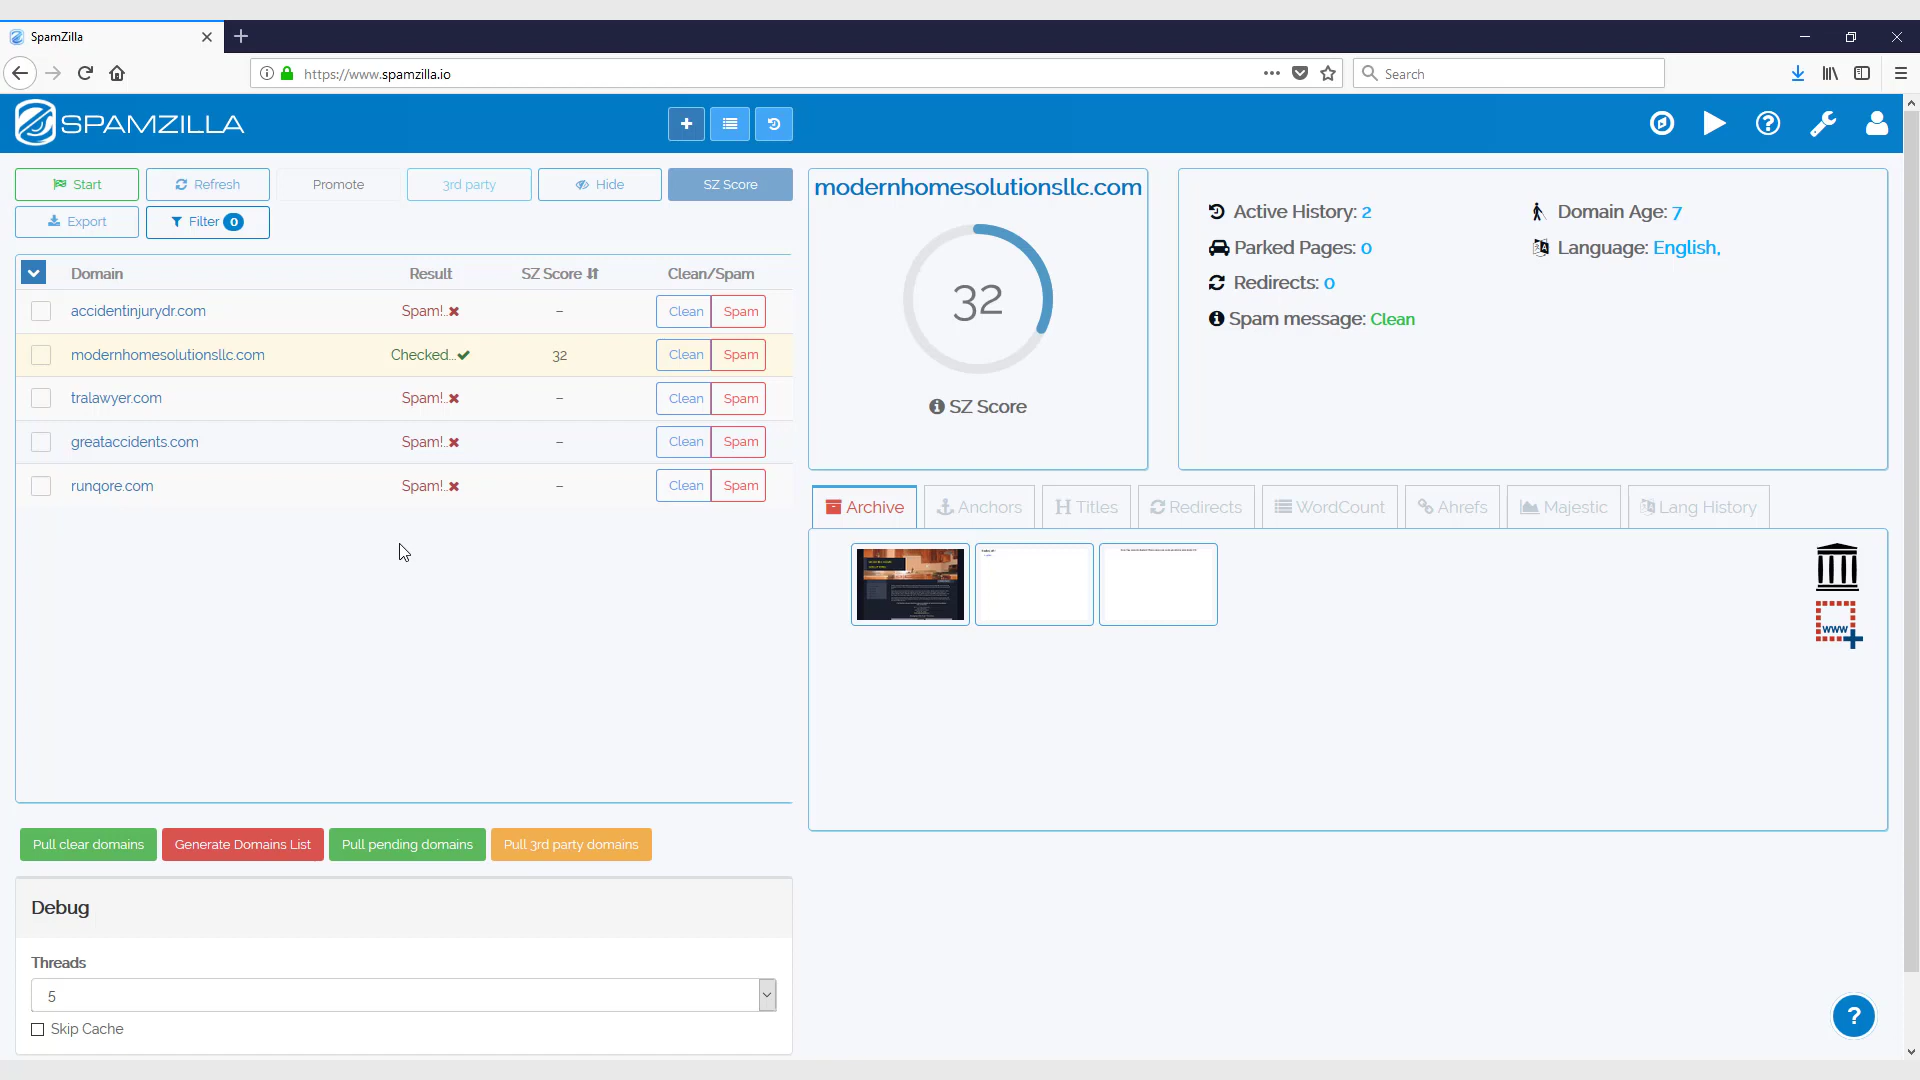 SpamZilla
https://www.spamzilla.io
Search
SPAMZILLA
Start
Refresh
Promote
3rd party
Hide
SZ Score
Export
Filter 0
Domain Result SZ Score Clean/Spam
accidentinjurydr.com Spam!.. – Clean Spam
modernhomesolutionsllc.com Checked... 32 Clean Spam
tralawyer.com Spam!.. – Clean Spam
greataccidents.com Spam!.. – Clean Spam
runqore.com Spam!.. – Clean Spam
Pull clear domains
Generate Domains List
Pull pending domains
Pull 3rd party domains
Debug
Threads
5
Skip Cache
modernhomesolutionsllc.com
32
SZ Score
Active History: 2
Domain Age: 7
Parked Pages: 0
Language: English,
Redirects: 0
Spam message: Clean
Archive
Anchors
Titles
Redirects
WordCount
Ahrefs
Majestic
Lang History
www
?